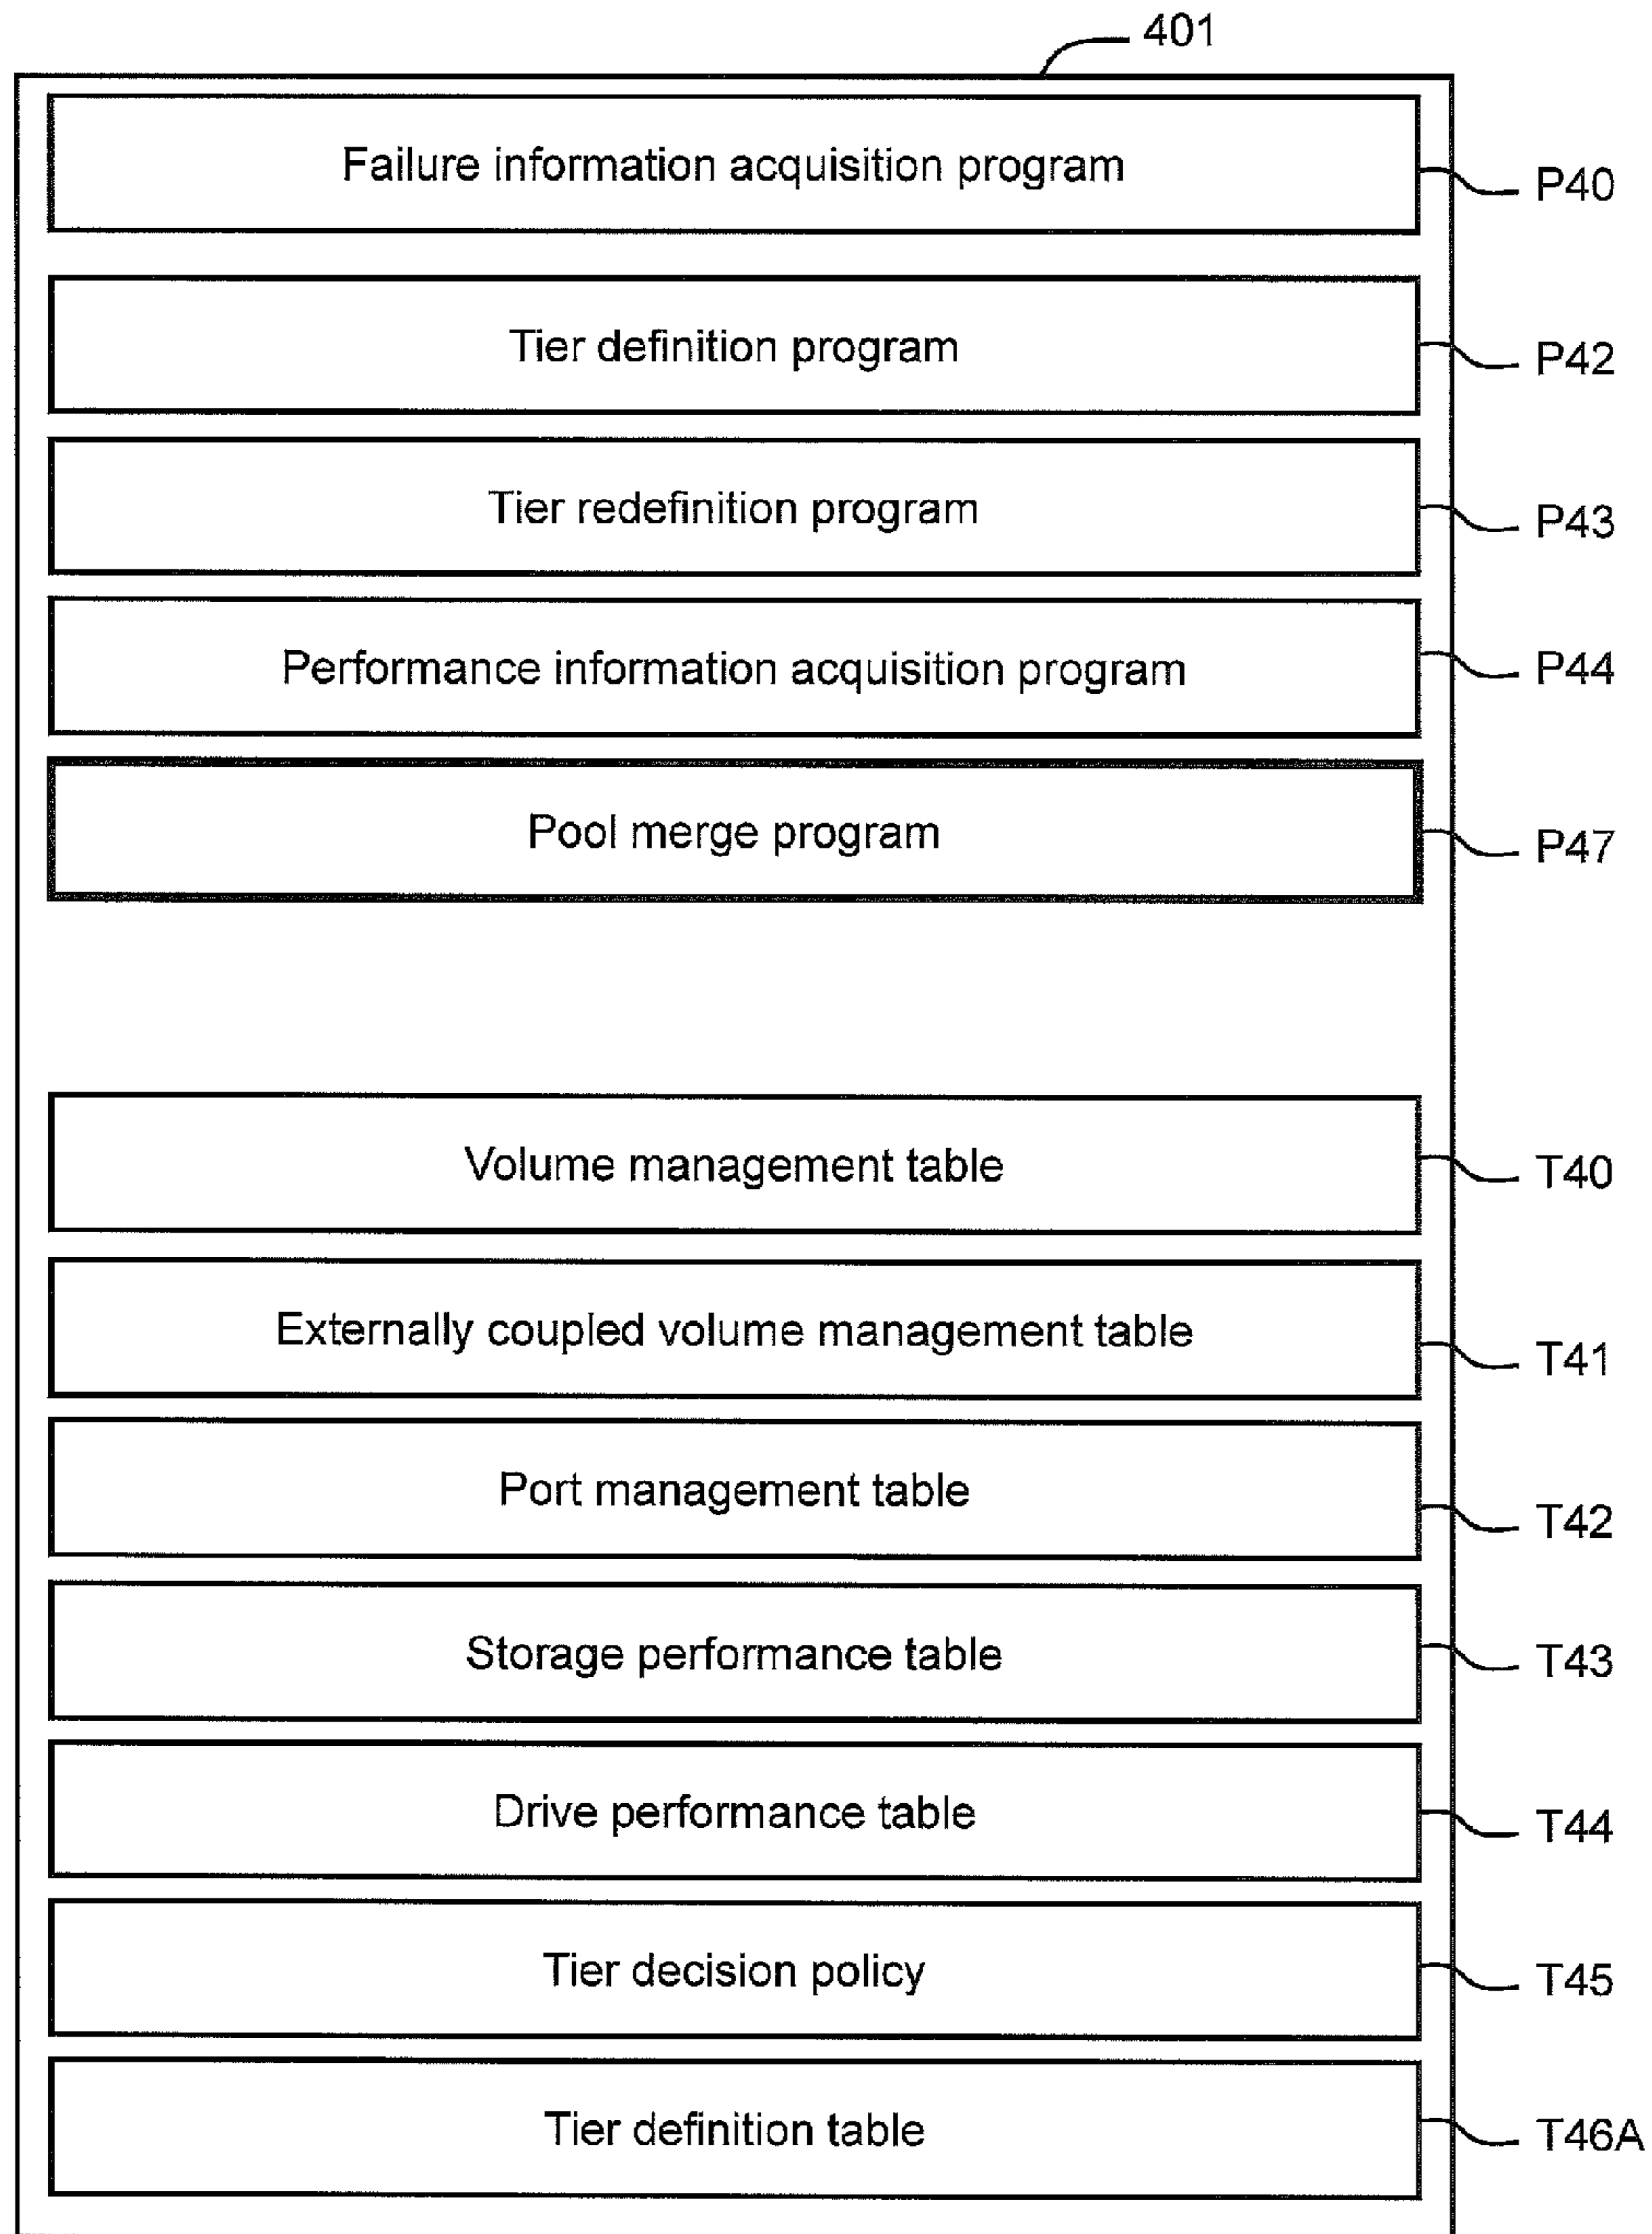 401
Failure information acquisition program
P40
Tier definition program
P42
Tier redefinition program
P43
Performance information acquisition program
P44
Pool merge program
P47
Volume management table
T40
Externally coupled volume management table
T41
Port management table
T42
Storage performance table
T43
Drive performance table
T44
Tier decision policy
T45
Tier definition table
T46A